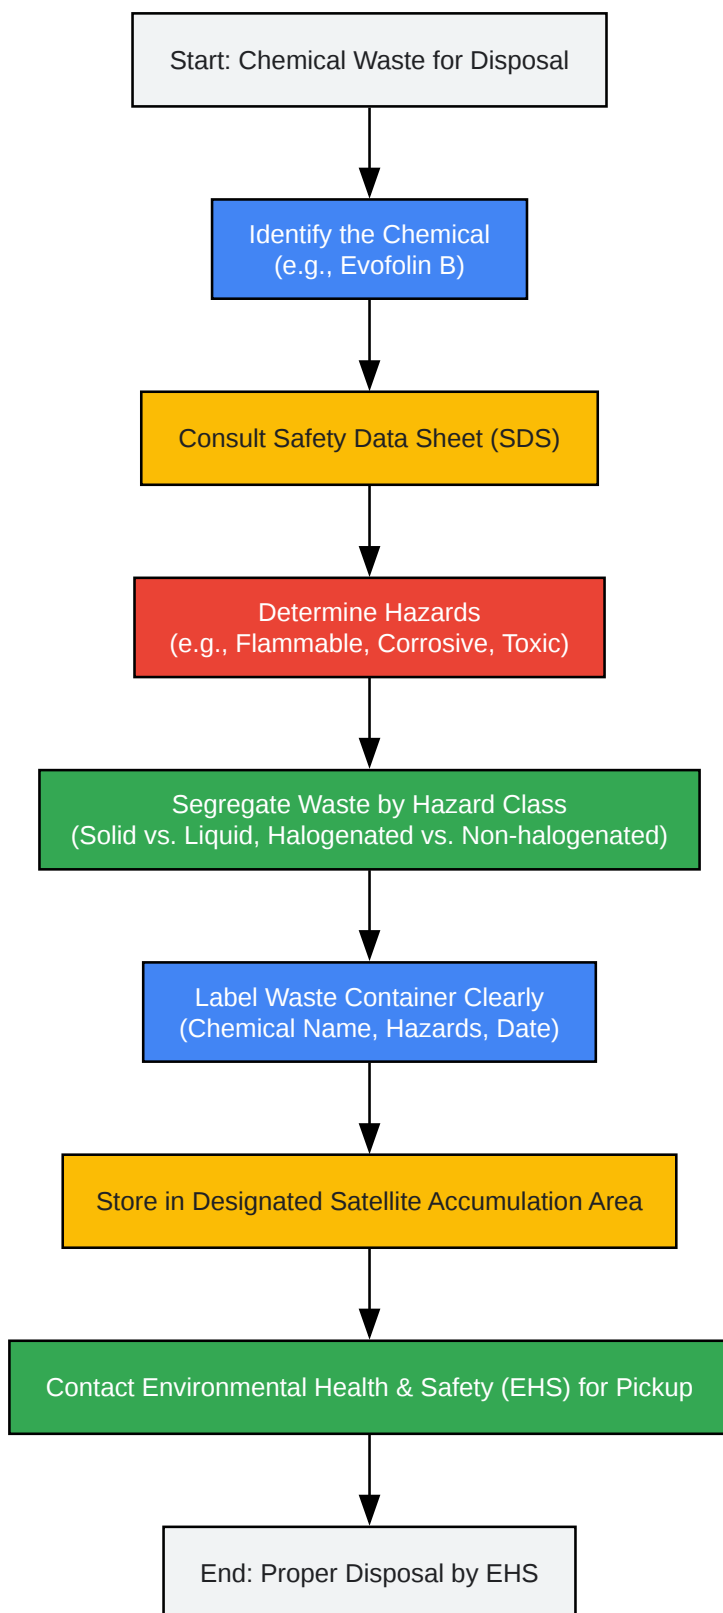 Start: Chemical Waste for Disposal
Identify the Chemical
(e.g., Evofolin B)
Consult Safety Data Sheet (SDS)
Determine Hazards
(e.g., Flammable, Corrosive, Toxic)
Segregate Waste by Hazard Class
(Solid vs. Liquid, Halogenated vs. Non-halogenated)
Label Waste Container Clearly
(Chemical Name, Hazards, Date)
Store in Designated Satellite Accumulation Area
Contact Environmental Health & Safety (EHS) for Pickup
End: Proper Disposal by EHS